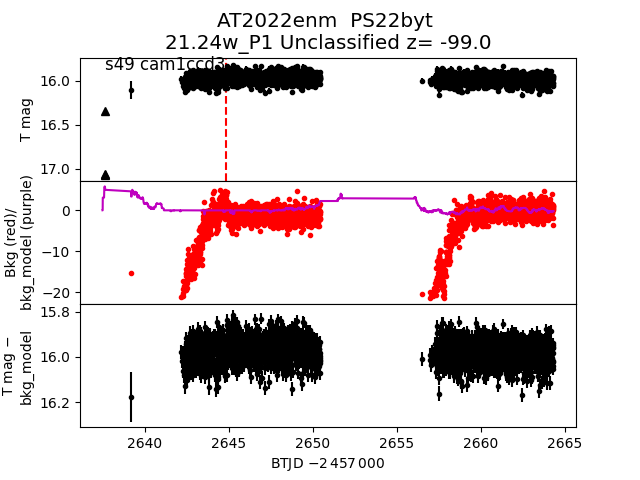 AT2022enm  PS22byt
21.24w_P1 Unclassified z= -99.0
s49 cam1ccd3
16.0
16.5
17.0
T mag
0
−10
−20
Bkg (red)/
bkg_model (purple)
15.8
16.0
16.2
T mag −
bkg_model
2640 2645 2650 2655 2660 2665
BTJD −2 457 000